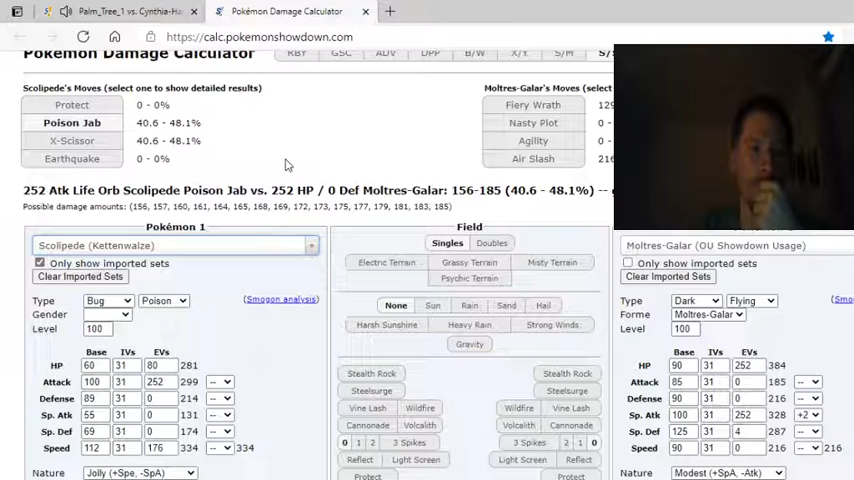 Palm_Tree_1 vs. Cynthia-Ha × Pokémon Damage Calculator × +
https://calc.pokemonshowdown.com
Pokémon Damage Calculator RBY GSC ADV DPP B/W X/Y S/M
Scolipede's Moves (select one to show detailed results) Moltres-Galar's Moves (select
Protect 0 - 0% Fiery Wrath 129
Poison Jab 40.6 - 48.1% Nasty Plot 0 -
X-Scissor 40.6 - 48.1% Agility 0 -
Earthquake 0 - 0% Air Slash 216
252 Atk Life Orb Scolipede Poison Jab vs. 252 HP / 0 Def Moltres-Galar: 156-185 (40.6 - 48.1%) --
Possible damage amounts: (156, 157, 160, 161, 164, 165, 168, 169, 172, 173, 175, 177, 179, 181, 183, 185)
Pokémon 1 Field
Scolipede (Kettenwalze) Singles Doubles Moltres-Galar (OU Showdown Usage)
Only show imported sets Electric Terrain Grassy Terrain Misty Terrain Only show imported sets
Clear Imported Sets Psychic Terrain Clear Imported Sets
Type Bug Poison (Smogon analysis) None Sun Rain Sand Hail Type Dark Flying (Smo
Gender Harsh Sunshine Heavy Rain Strong Winds Forme Moltres-Galar
Level 100 Gravity Level 100
Base IVs EVs Base IVs EVs
HP 60 31 80 281 Stealth Rock Stealth Rock HP 90 31 252 384
Attack 100 31 252 299 -- Steelsurge Steelsurge Attack 85 31 0 185 --
Defense 89 31 0 214 -- Vine Lash Wildfire Wildfire Vine Lash Defense 90 31 0 216 --
Sp. Atk 55 31 0 131 -- Cannonade Volcalith Volcalith Cannonade Sp. Atk 100 31 252 328 +2
Sp. Def 69 31 0 174 -- 0 1 2 3 Spikes 3 Spikes 2 1 0 Sp. Def 125 31 4 287 --
Speed 112 31 176 334 -- 334 Reflect Light Screen Light Screen Reflect Speed 90 31 0 216 -- 216
Nature Jolly (+Spe, -SpA) Protect Protect Nature Modest (+SpA, -Atk)